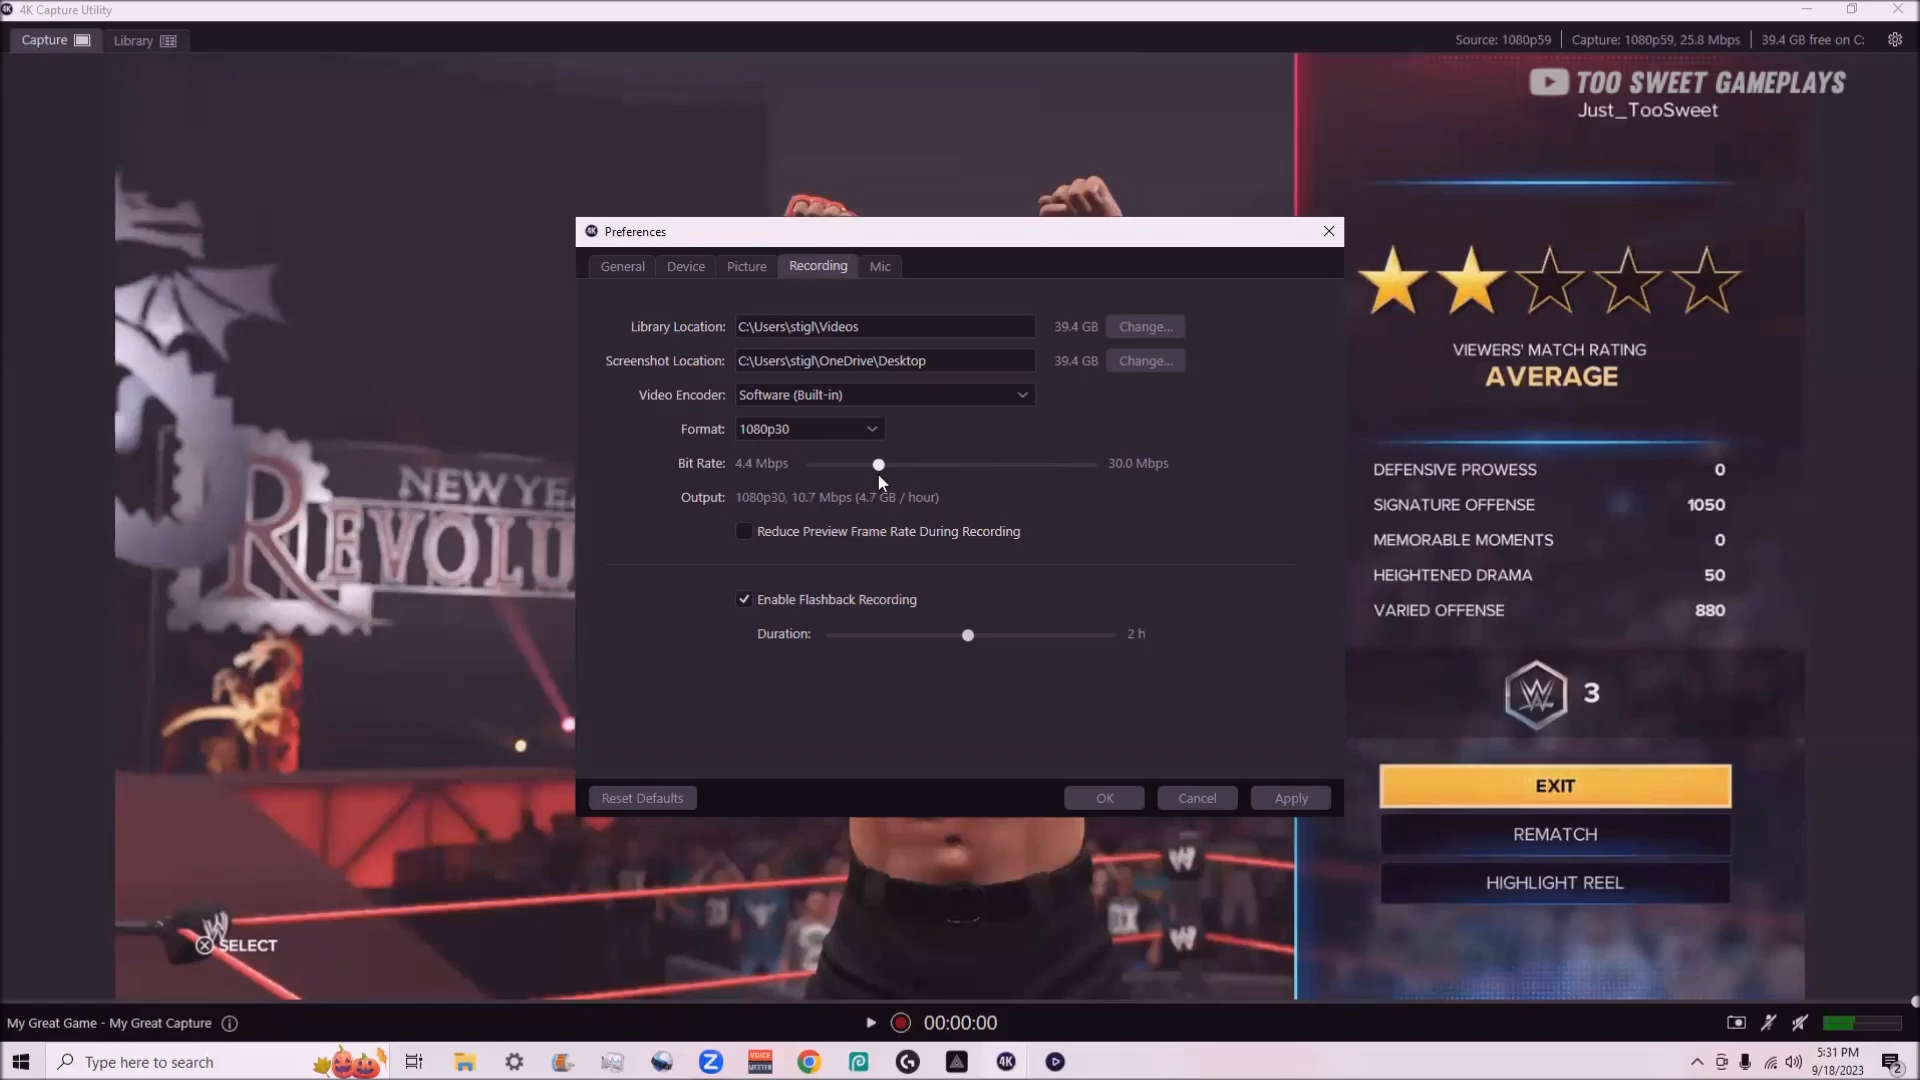 4K Capture Utility
Capture Library Source: 1080p59 Capture: 1080p59, 25.8 Mbps 39.4 GB free on C:
TOO SWEET GAMEPLAYS
Just_TooSweet
Preferences
General Device Picture Recording Mic
Library Location: C:\Users\stigl\Videos 39.4 GB Change...
Screenshot Location: C:\Users\stigl\OneDrive\Desktop 39.4 GB Change...
Video Encoder: Software (Built-in)
Format: 1080p30
Bit Rate: 4.4 Mbps 30.0 Mbps
Output: 1080p30, 10.7 Mbps (4.7 GB / hour)
Reduce Preview Frame Rate During Recording
Enable Flashback Recording
Duration: 2 h
Reset Defaults OK Cancel Apply
NEW YE
REVOLU
VIEWERS' MATCH RATING
AVERAGE
DEFENSIVE PROWESS 0
SIGNATURE OFFENSE 1050
MEMORABLE MOMENTS 0
HEIGHTENED DRAMA 50
VARIED OFFENSE 880
3
EXIT
REMATCH
HIGHLIGHT REEL
SELECT
My Great Game - My Great Capture 00:00:00
Type here to search
VOICE
4K
5:31 PM
9/18/2023
2